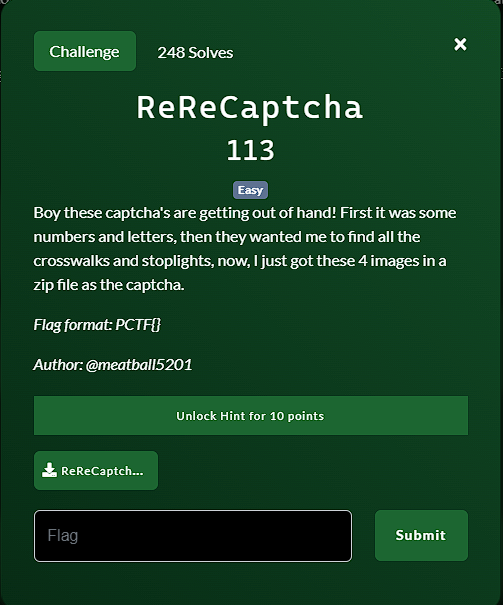 Challenge
248 Solves
×
ReReCaptcha
113
Easy
Boy these captcha's are getting out of hand! First it was some
numbers and letters, then they wanted me to find all the
crosswalks and stoplights, now, I just got these 4 images in a
zip file as the captcha.
Flag format: PCTF{}
Author: @meatball5201
Unlock Hint for 10 points
ReReCaptch...
Flag
Submit